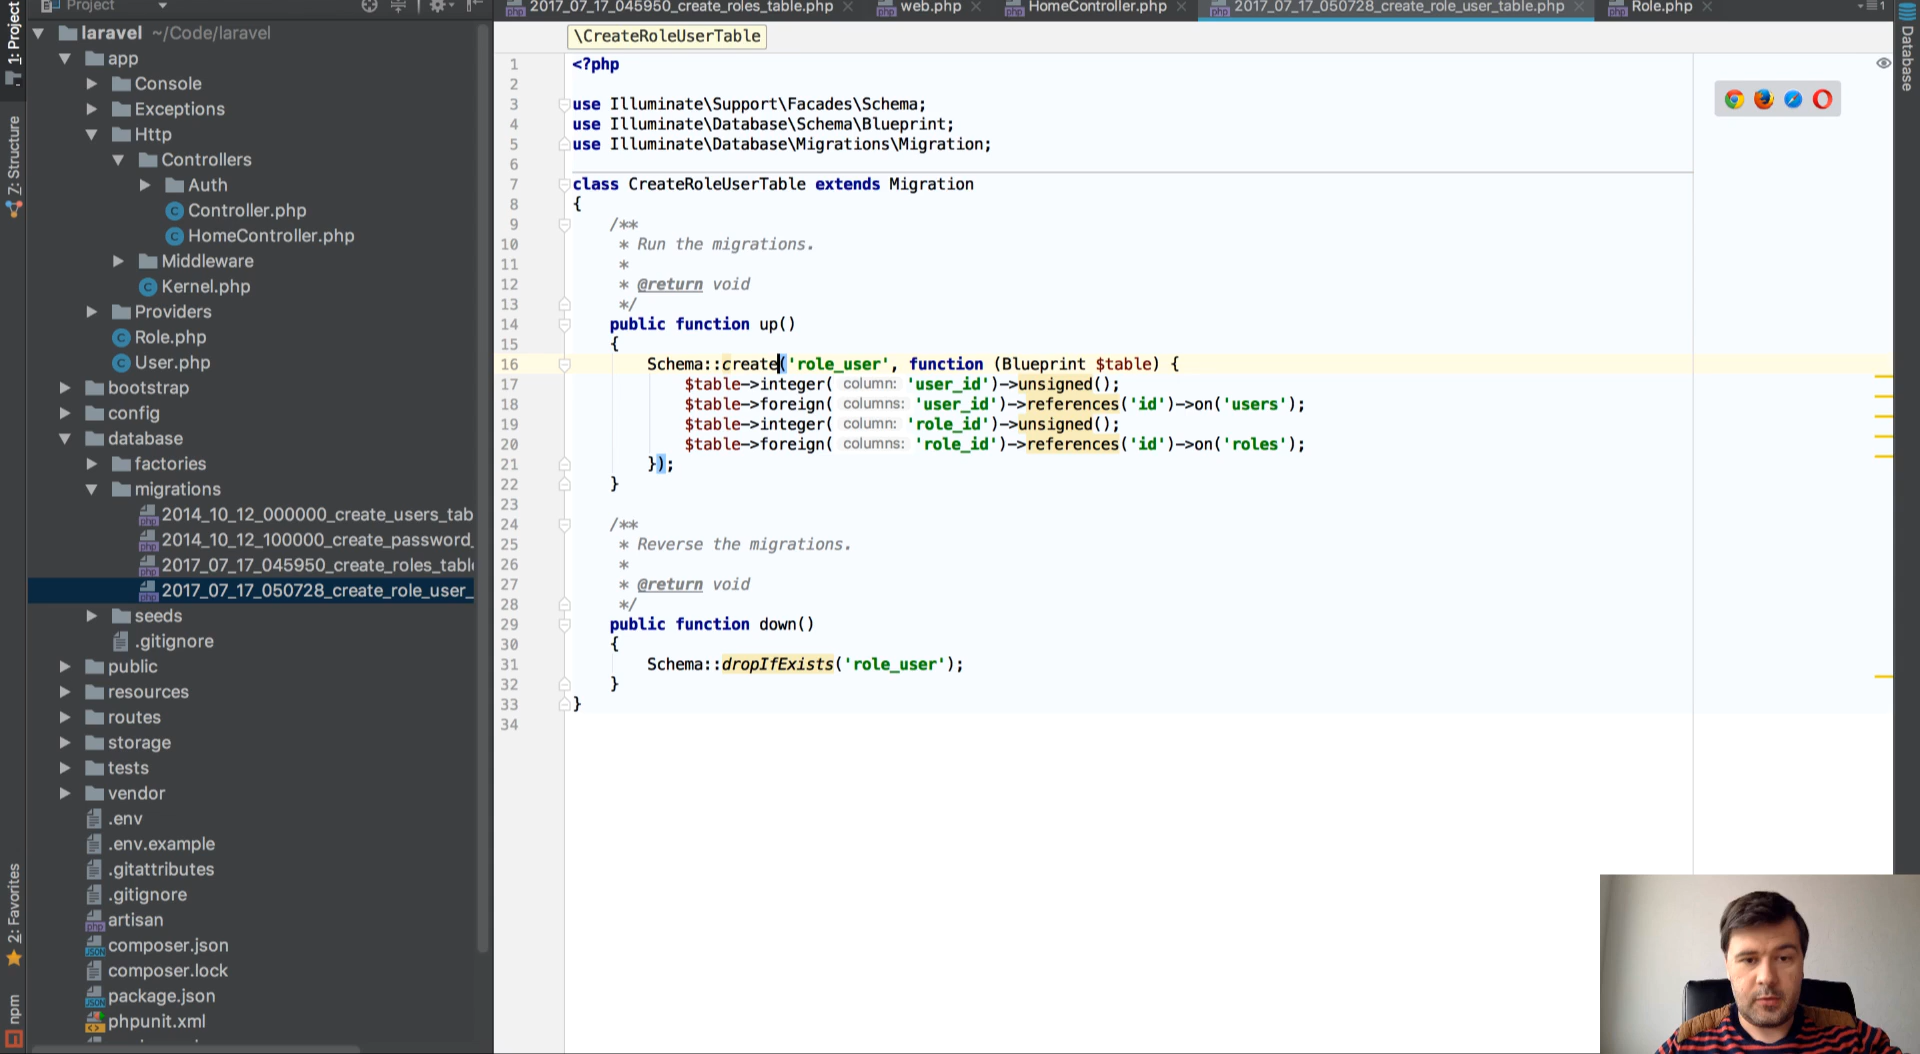 Project
2017_07_17_045950_create_roles_table.php
web.php
HomeController.php
2017_07_17_050728_create_role_user_table.php
Role.php
1
1: Project
7: Structure
2: Favorites
npm
Database
laravel ~/Code/laravel
app
Console
Exceptions
Http
Controllers
Auth
Controller.php
HomeController.php
Middleware
Kernel.php
Providers
Role.php
User.php
bootstrap
config
database
factories
migrations
2014_10_12_000000_create_users_tab
2014_10_12_100000_create_password_
2017_07_17_045950_create_roles_tabl
2017_07_17_050728_create_role_user_
seeds
.gitignore
public
resources
routes
storage
tests
vendor
.env
.env.example
.gitattributes
.gitignore
artisan
composer.json
composer.lock
package.json
phpunit.xml
\CreateRoleUserTable
1 <?php
2
3 use Illuminate\Support\Facades\Schema;
4 use Illuminate\Database\Schema\Blueprint;
5 use Illuminate\Database\Migrations\Migration;
6
7 class CreateRoleUserTable extends Migration
8 {
9 /**
10 * Run the migrations.
11 *
12 * @return void
13 */
14 public function up()
15 {
16 Schema::create('role_user', function (Blueprint $table) {
17 $table->integer( column: 'user_id')->unsigned();
18 $table->foreign( columns: 'user_id')->references('id')->on('users');
19 $table->integer( column: 'role_id')->unsigned();
20 $table->foreign( columns: 'role_id')->references('id')->on('roles');
21 });
22 }
23
24 /**
25 * Reverse the migrations.
26 *
27 * @return void
28 */
29 public function down()
30 {
31 Schema::dropIfExists('role_user');
32 }
33 }
34